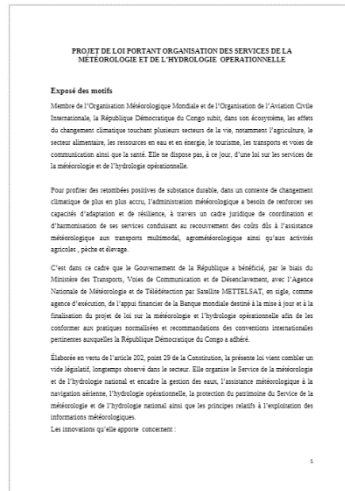 PROJET DE LOI PORTANT ORGANISATION DES SERVICES DE LA
MÉTÉOROLOGIE ET DE L'HYDROLOGIE OPERATIONNELLE
Exposé des motifs
Membre de l'Organisation Météorologique Mondiale et de l'Organisation de l'Aviation Civile
Internationale, la République Démocratique du Congo subit, dans son écosystème, les effets
du changement climatique touchant plusieurs secteurs de la vie, notamment l'agriculture, le
secteur alimentaire, les ressources en eau et en énergie, le tourisme, les transports et voies de
communication ainsi que la santé. Elle ne dispose pas, à ce jour, d'une loi sur les services de
la météorologie et de l'hydrologie opérationnelle.
Pour profiter des retombées positives de substance durable, dans un contexte de changement
climatique de plus en plus accru, l'administration météorologique a besoin de renforcer ses
capacités d'adaptation et de résilience, à travers un cadre juridique de coordination et
d'harmonisation de ses services conduisant au recouvrement des coûts dûs à l'assistance
météorologique aux transports multimodal, agrométéorologique ainsi qu'aux activités
agricoles , pêche et élevage.
C'est dans ce cadre que le Gouvernement de la République a bénéficié, par le biais du
Ministère des Transports, Voies de Communication et de Désenclavement, avec l'Agence
Nationale de Météorologie et de Télédétection par Satellite METTELSAT, en sigle, comme
agence d'exécution, de l'appui financier de la Banque mondiale destiné à la mise à jour et à la
finalisation du projet de loi sur la météorologie et l'hydrologie opérationnelle afin de les
conformer aux pratiques normalisées et recommandations des conventions internationales
pertinentes auxquelles la République Démocratique du Congo a adhéré.
Élaborée en vertu de l'article 202, point 29 de la Constitution, la présente loi vient combler un
vide législatif, longtemps observé dans le secteur. Elle organise le Service de la météorologie
et de l'hydrologie national et encadre la gestion des eaux, l'assistance météorologique à la
navigation aérienne, l'hydrologie opérationnelle, la protection du patrimoine du Service de la
météorologie et de l'hydrologie national ainsi que les principes relatifs à l'exploitation des
informations météorologiques.
Les innovations qu'elle apporte concernent :